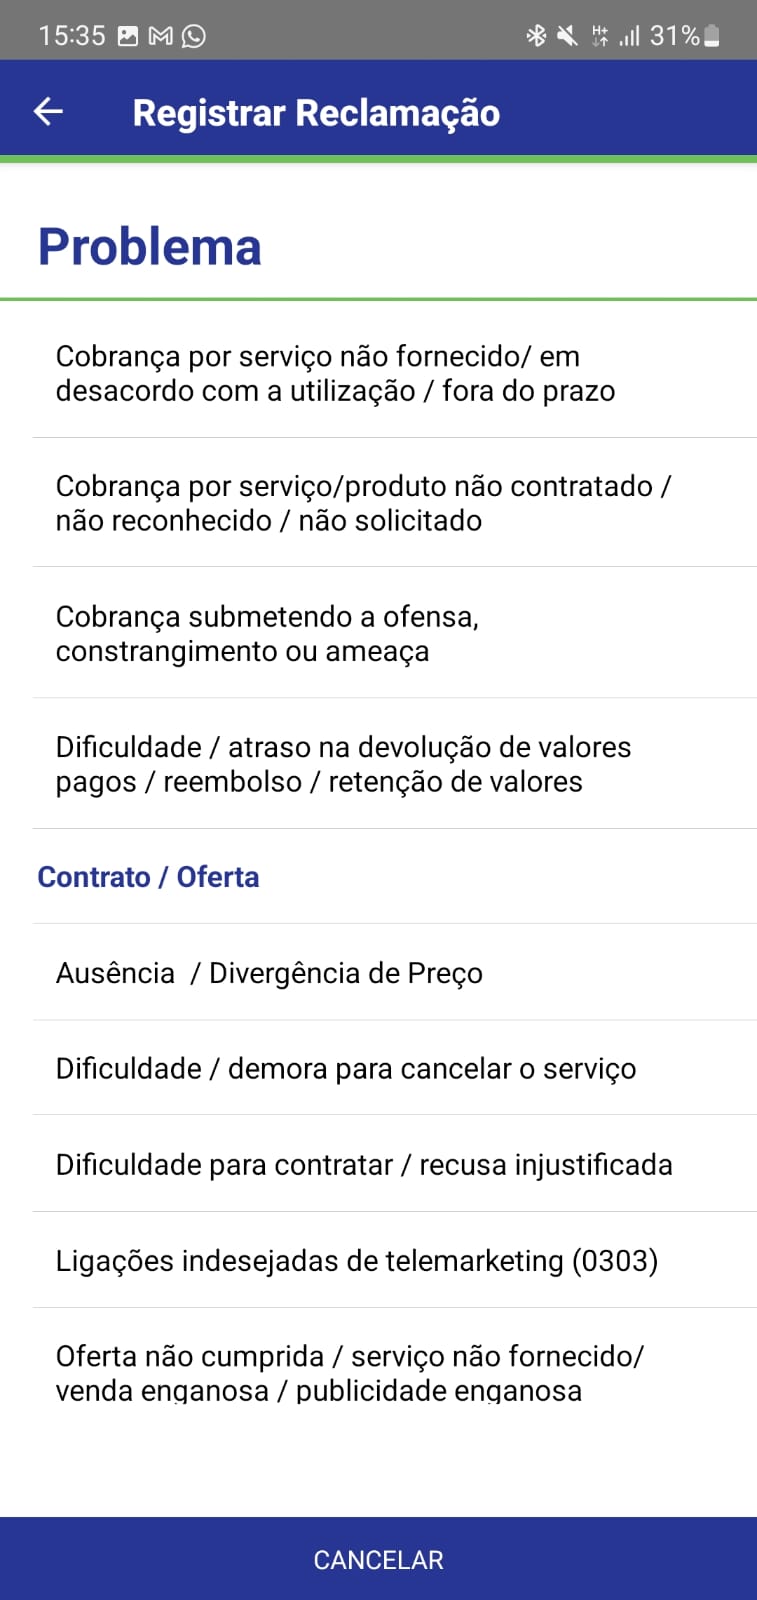 15:35
31%
Registrar Reclamação
Problema
Cobrança por serviço não fornecido/ em
desacordo com a utilização / fora do prazo
Cobrança por serviço/produto não contratado /
não reconhecido / não solicitado
Cobrança submetendo a ofensa,
constrangimento ou ameaça
Dificuldade / atraso na devolução de valores
pagos / reembolso / retenção de valores
Contrato / Oferta
Ausência  / Divergência de Preço
Dificuldade / demora para cancelar o serviço
Dificuldade para contratar / recusa injustificada
Ligações indesejadas de telemarketing (0303)
Oferta não cumprida / serviço não fornecido/
venda enganosa / publicidade enganosa
CANCELAR